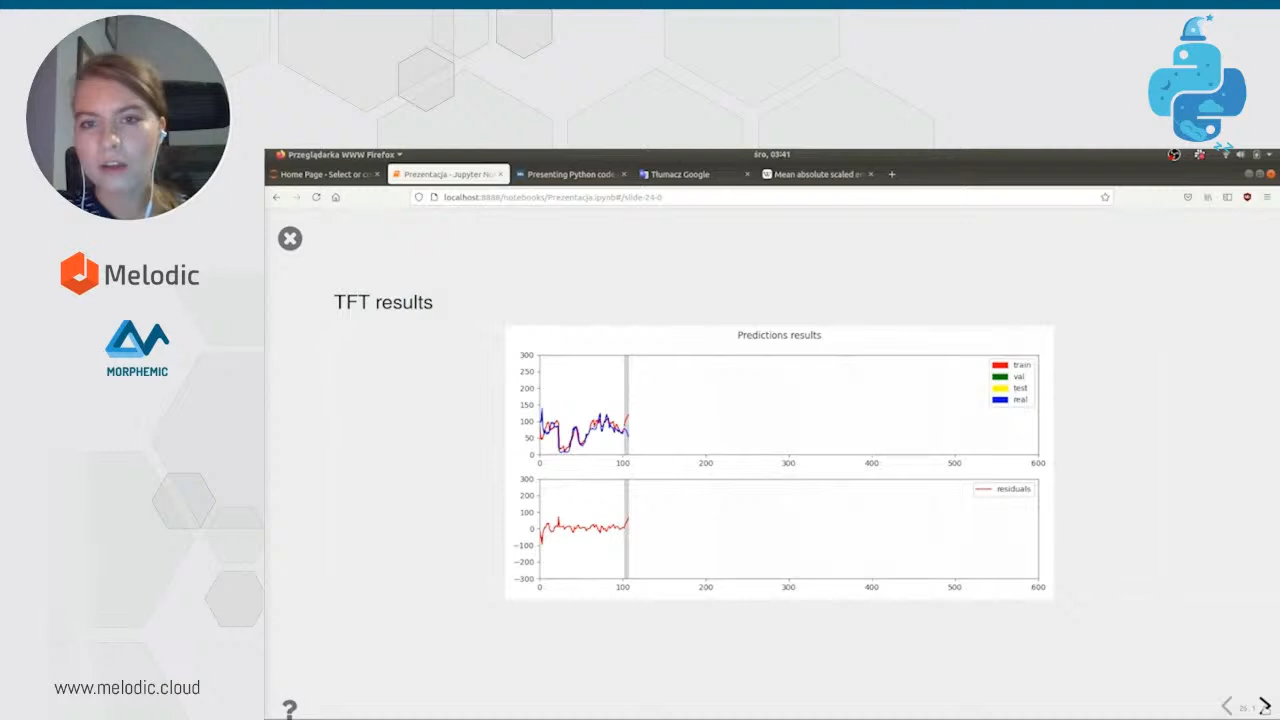 Przeglądarka WWW Firefox
śro, 03:41
Home Page - Select or c
Prezentacja - Jupyter No
Presenting Python code
Tłumacz Google
Mean absolute scaled e
localhost:8888/notebooks/Prezentacja.ipynb#/slide-24-0
Melodic
MORPHEMIC
www.melodic.cloud
TFT results
Predictions results
300
250
200
150
100
50
0
train
val
test
real
0 100 200 300 400 500 600
300
200
100
0
−100
−200
−300
residuals
0 100 200 300 400 500 600
?
zz